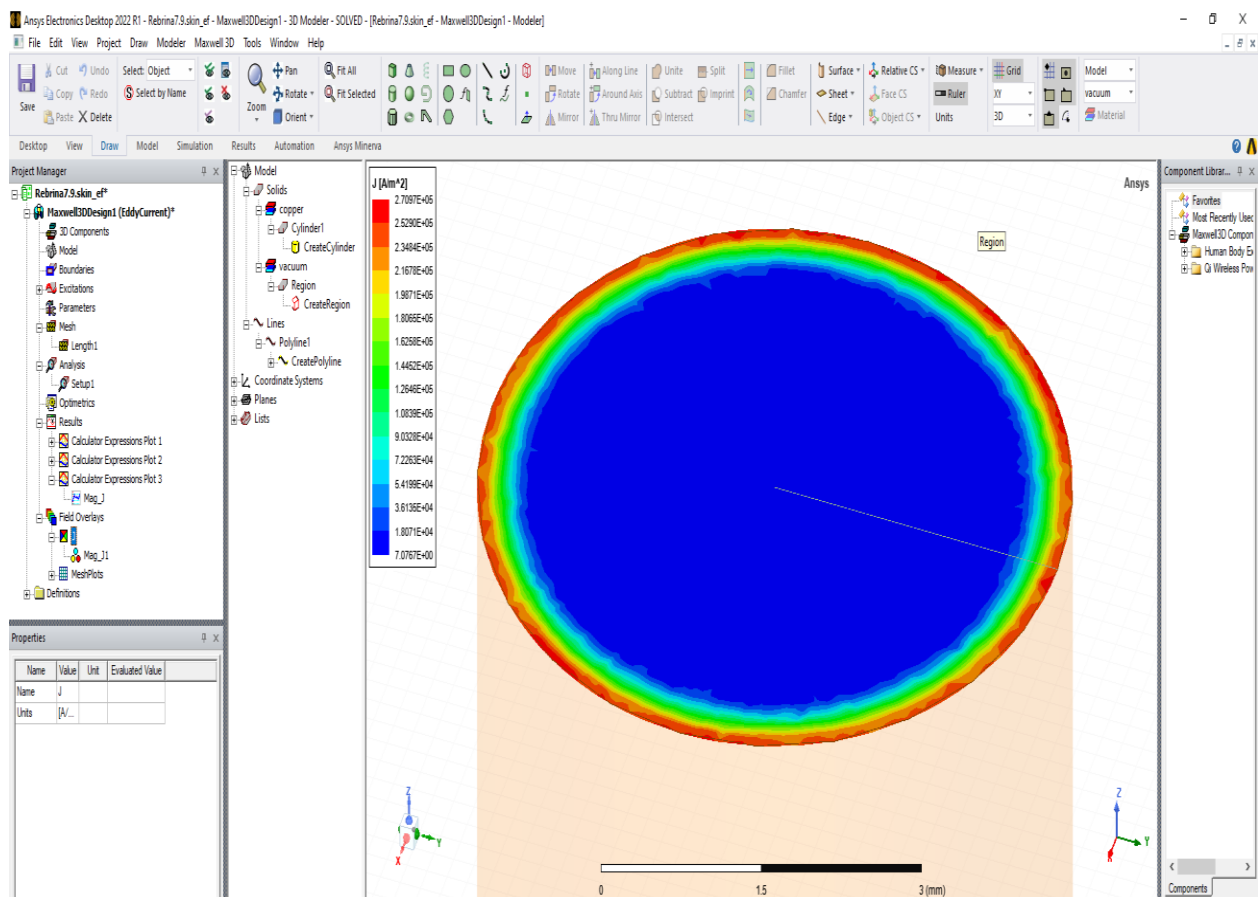 Ansys Electronics Desktop 2022 R1 - Rebrina7.9.skin_ef - Maxwell3DDesign1 - 3D Modeler - SOLVED - [Rebrina7.9.skin_ef - Maxwell3DDesign1 - Modeler]
File Edit View Project Draw Modeler Maxwell 3D Tools Window Help
Save
Cut Undo
Copy Redo
Paste Delete
Select: Object
Select by Name
Zoom
Pan
Rotate
Orient
Fit All
Fit Selected
Move Along Line
Rotate Around Axis
Mirror Thru Mirror
Unite Split
Subtract Imprint
Intersect
Fillet
Chamfer
Surface
Sheet
Edge
Relative CS
Face CS
Object CS
Measure
Ruler
Units
Grid
XY
3D
Model
vacuum
Material
Desktop View Draw Model Simulation Results Automation Ansys Minerva
Project Manager
Rebrina7.9.skin_ef*
Maxwell3DDesign1 (EddyCurrent)*
3D Components
Model
Boundaries
Excitations
Parameters
Mesh
Length1
Analysis
Setup1
Optimetrics
Results
Calculator Expressions Plot 1
Calculator Expressions Plot 2
Calculator Expressions Plot 3
Mag_J
Field Overlays
J
Mag_J1
MeshPlots
Definitions
Properties
Name Value Unit Evaluated Value
Name J
Units [A/...
Model
Solids
copper
Cylinder1
CreateCylinder
vacuum
Region
CreateRegion
Lines
Polyline1
CreatePolyline
Coordinate Systems
Planes
Lists
J [A/m^2]
2.7097E+05
2.5290E+05
2.3484E+05
2.1678E+05
1.9871E+05
1.8065E+05
1.6258E+05
1.4452E+05
1.2646E+05
1.0839E+05
9.0328E+04
7.2263E+04
5.4199E+04
3.6135E+04
1.8071E+04
7.0767E+00
Ansys
Region
Z
Y
X
Z
Y
X
0 1.5 3 (mm)
Component Librar...
Favorites
Most Recently Used
Maxwell3D Compon
Human Body Ex
Qi Wireless Pow
Components